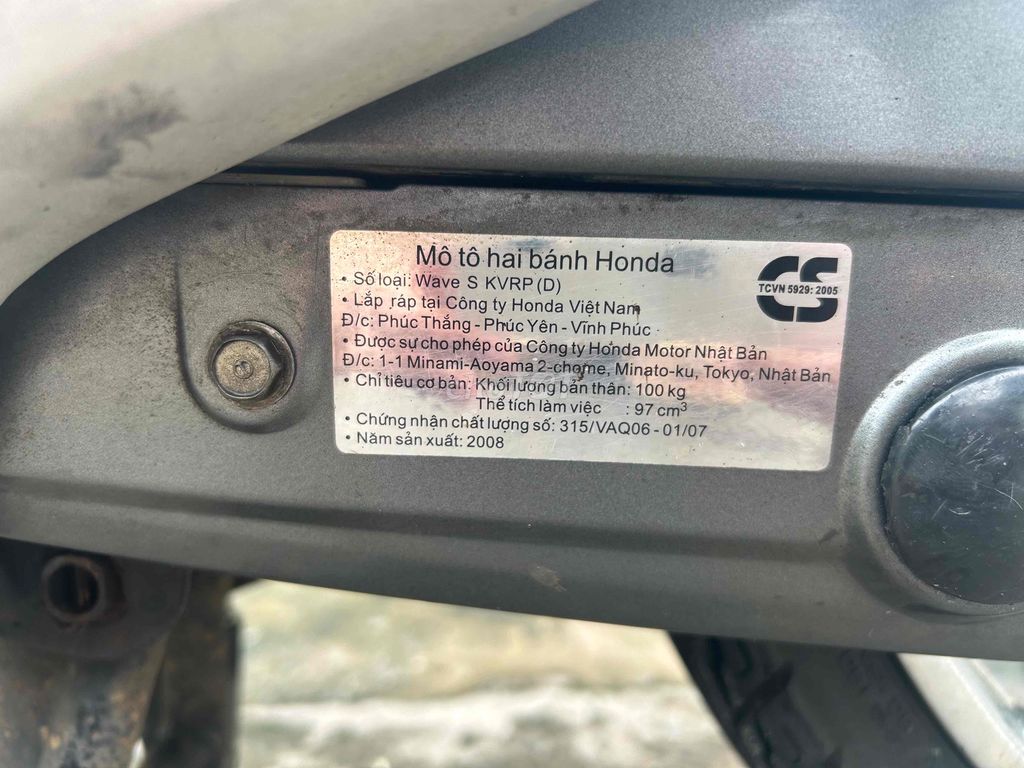 Mô tô hai bánh Honda
CS
TCVN 5929: 2005
• Số loại: Wave S KVRP (D)
• Lắp ráp tại Công ty Honda Việt Nam
Đ/c: Phúc Thắng - Phúc Yên - Vĩnh Phúc
• Được sự cho phép của Công ty Honda Motor Nhật Bản
Đ/c: 1-1 Minami-Aoyama 2-chome, Minato-ku, Tokyo, Nhật Bản
• Chỉ tiêu cơ bản: Khối lượng bản thân: 100 kg
Thể tích làm việc : 97 cm³
• Chứng nhận chất lượng số: 315/VAQ06 - 01/07
• Năm sản xuất: 2008